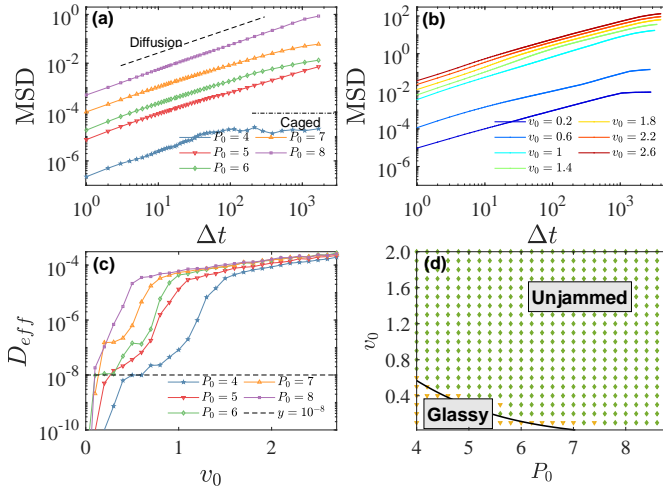 (a)
Diffusion
Caged
MSD
10^2
10^0
10^-2
10^-4
10^-6
P_0 = 4
P_0 = 7
P_0 = 5
P_0 = 8
P_0 = 6
10^0 10^1 10^2 10^3
Δt
(b)
MSD
10^2
10^0
10^-2
10^-4
10^-6
v_0 = 0.2
v_0 = 1.8
v_0 = 0.6
v_0 = 2.2
v_0 = 1
v_0 = 2.6
v_0 = 1.4
10^0 10^1 10^2 10^3
Δt
(c)
D_eff
10^-4
10^-6
10^-8
10^-10
P_0 = 4
P_0 = 7
P_0 = 5
P_0 = 8
P_0 = 6
y = 10^-8
0 1 2
v_0
(d)
Unjammed
Glassy
v_0
2.0
1.6
1.2
0.8
0.4
4 5 6 7 8
P_0